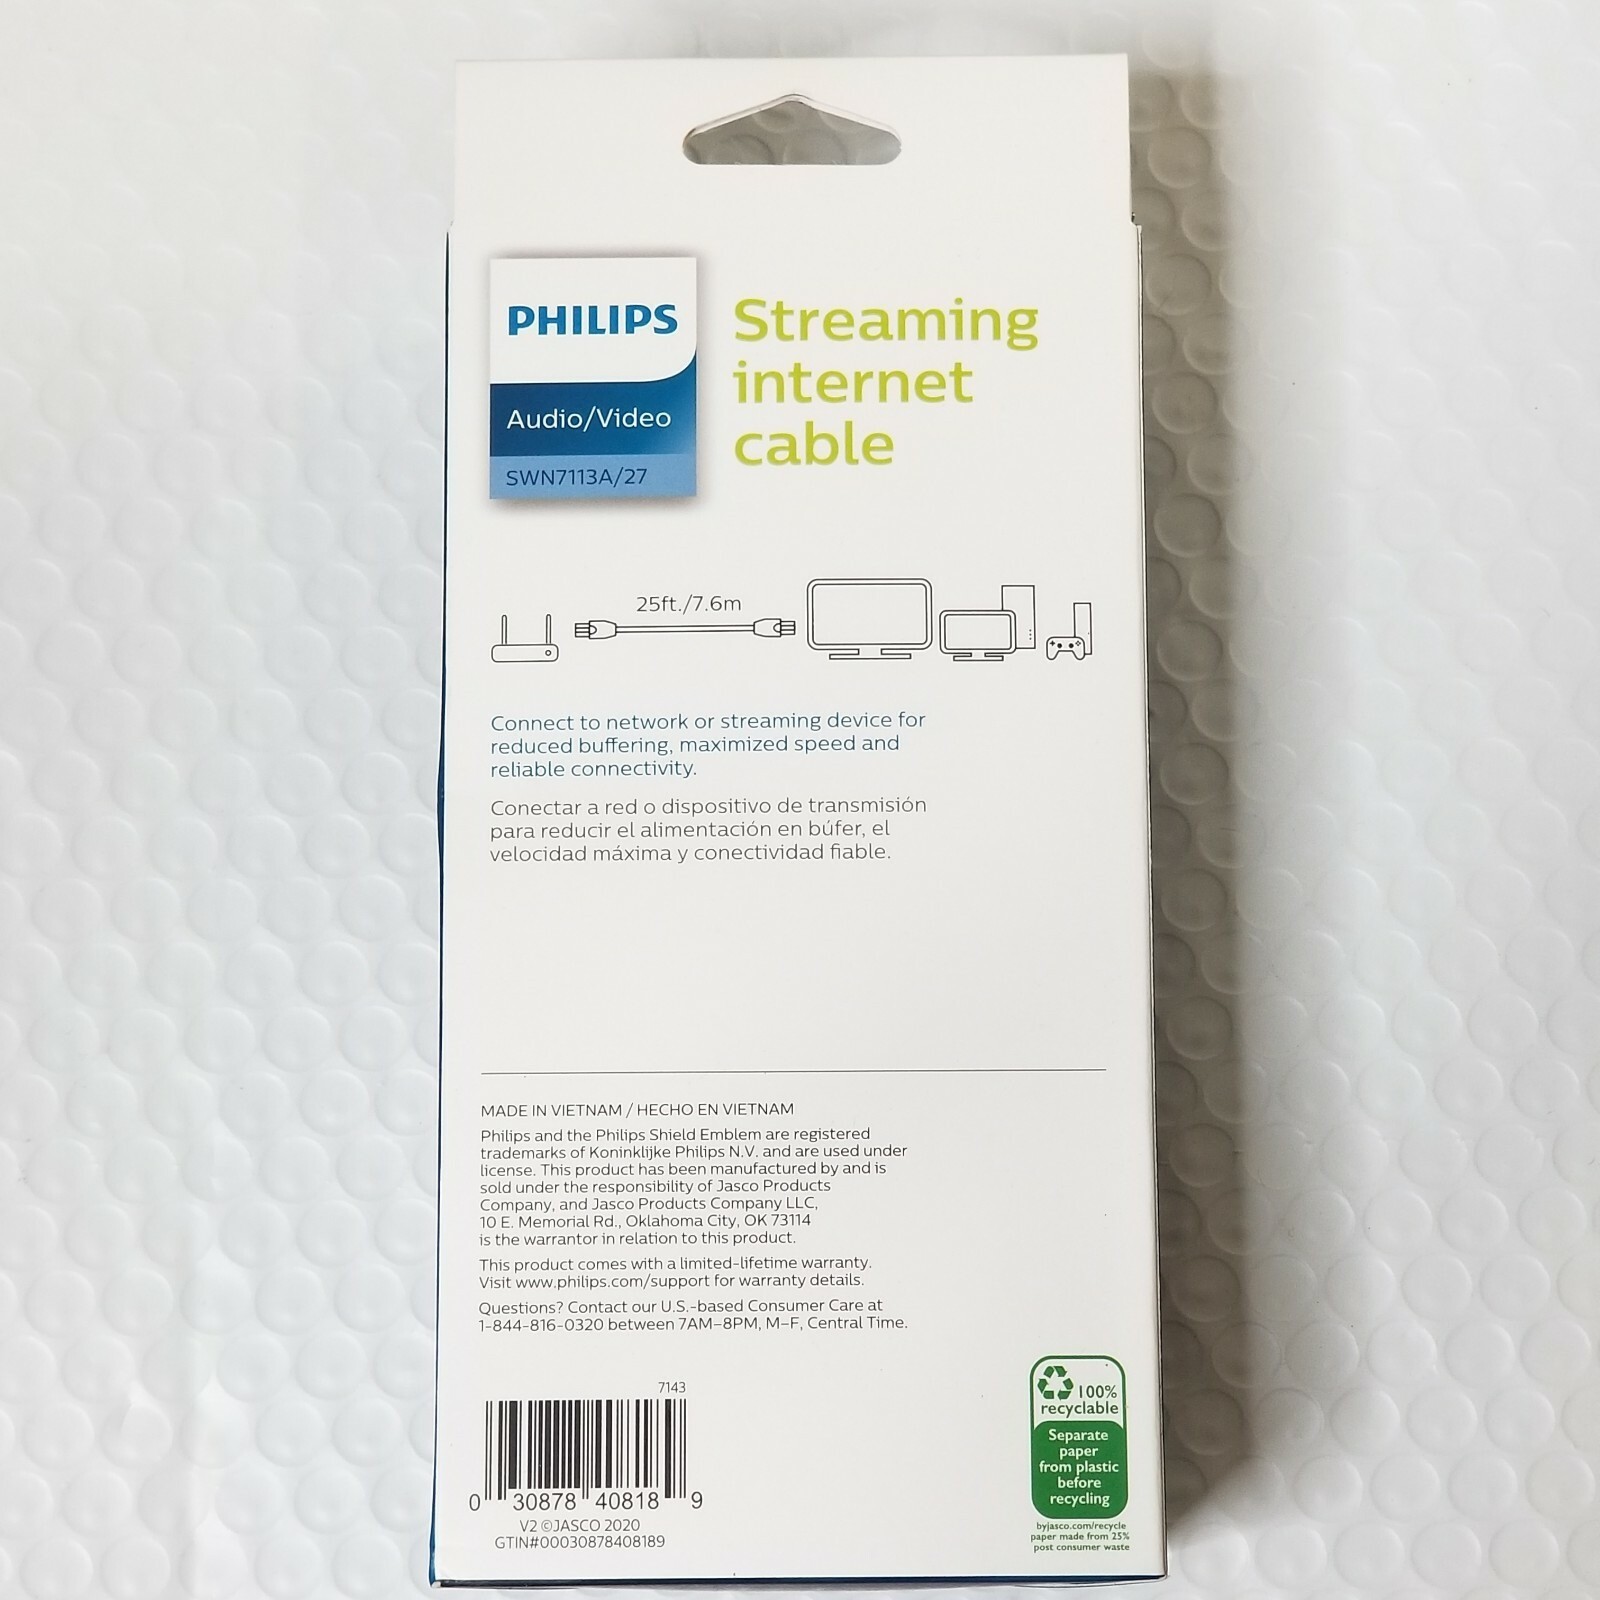 PHILIPS
Audio/Video
SWN7113A/27
Streaming
internet
cable
25ft./7.6m
Connect to network or streaming device for
reduced buffering, maximized speed and
reliable connectivity.
Conectar a red o dispositivo de transmisión
para reducir el alimentación en búfer, el
velocidad máxima y conectividad fiable.
MADE IN VIETNAM / HECHO EN VIETNAM
Philips and the Philips Shield Emblem are registered
trademarks of Koninklijke Philips N.V. and are used under
license. This product has been manufactured by and is
sold under the responsibility of Jasco Products
Company, and Jasco Products Company LLC,
10 E. Memorial Rd., Oklahoma City, OK 73114
is the warrantor in relation to this product.
This product comes with a limited-lifetime warranty.
Visit www.philips.com/support for warranty details.
Questions? Contact our U.S.-based Consumer Care at
1-844-816-0320 between 7AM–8PM, M–F, Central Time.
7143
0 30878 40818 9
V2 ©JASCO 2020
GTIN#00030878408189
100%
recyclable
Separate
paper
from plastic
before
recycling
byjasco.com/recycle
paper made from 25%
post consumer waste